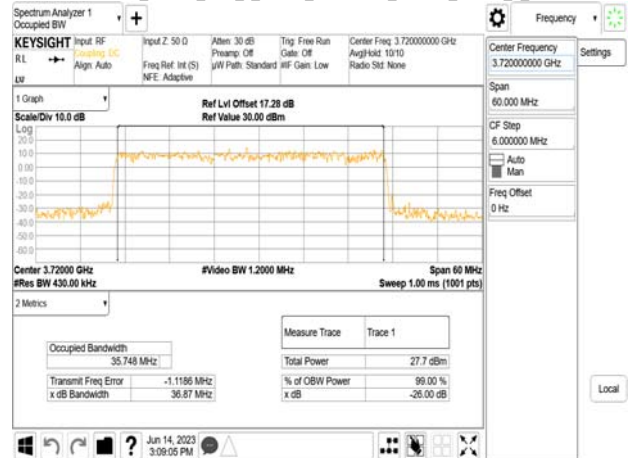 Spectrum Analyzer 1
Occupied BW
Frequency
KEYSIGHT
RL
Input: RF
Coupling: DC
Align: Auto
Input Z: 50 Ω
Freq Ref: Int (S)
NFE: Adaptive
Atten: 30 dB
Preamp: Off
µW Path: Standard
Trig: Free Run
Gate: Off
#IF Gain: Low
Center Freq: 3.720000000 GHz
Avg|Hold: 10/10
Radio Std: None
Center Frequency
3.720000000 GHz
Settings
Span
60.000 MHz
CF Step
6.000000 MHz
Auto
Man
Freq Offset
0 Hz
Local
1 Graph
Scale/Div 10.0 dB
Ref Lvl Offset 17.28 dB
Ref Value 30.00 dBm
Log
20.0
10.0
0.00
-10.0
-20.0
-30.0
-40.0
-50.0
-60.0
Center 3.72000 GHz
#Video BW 1.2000 MHz
Span 60 MHz
#Res BW 430.00 kHz
Sweep 1.00 ms (1001 pts)
2 Metrics
Measure Trace Trace 1
Occupied Bandwidth
35.748 MHz
Total Power 27.7 dBm
Transmit Freq Error -1.1186 MHz
% of OBW Power 99.00 %
x dB Bandwidth 36.87 MHz
x dB -26.00 dB
?
Jun 14, 2023
3:09:05 PM